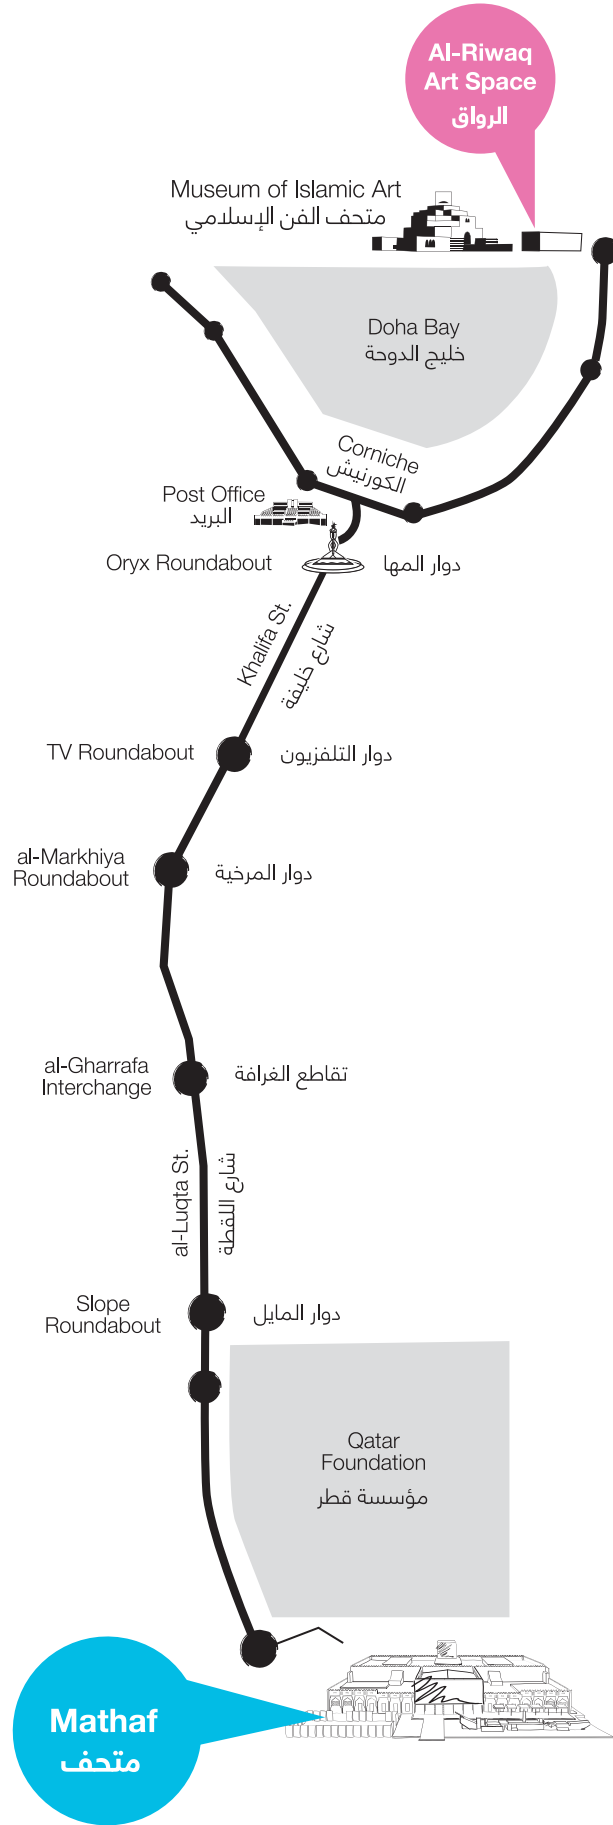 Al-Riwaq
Art Space
الرواق
Museum of Islamic Art
متحف الفن الإسلامي
Doha Bay
خليج الدوحة
Corniche
الكورنيش
Post Office
البريد
Oryx Roundabout
دوار المها
Khalifa St.
شارع خليفة
TV Roundabout
دوار التلفزيون
al-Markhiya
Roundabout
دوار المرخية
al-Gharrafa
Interchange
تقاطع الغرافة
al-Luqta St.
شارع اللقطة
Slope
Roundabout
دوار المايل
Qatar
Foundation
مؤسسة قطر
Mathaf
متحف